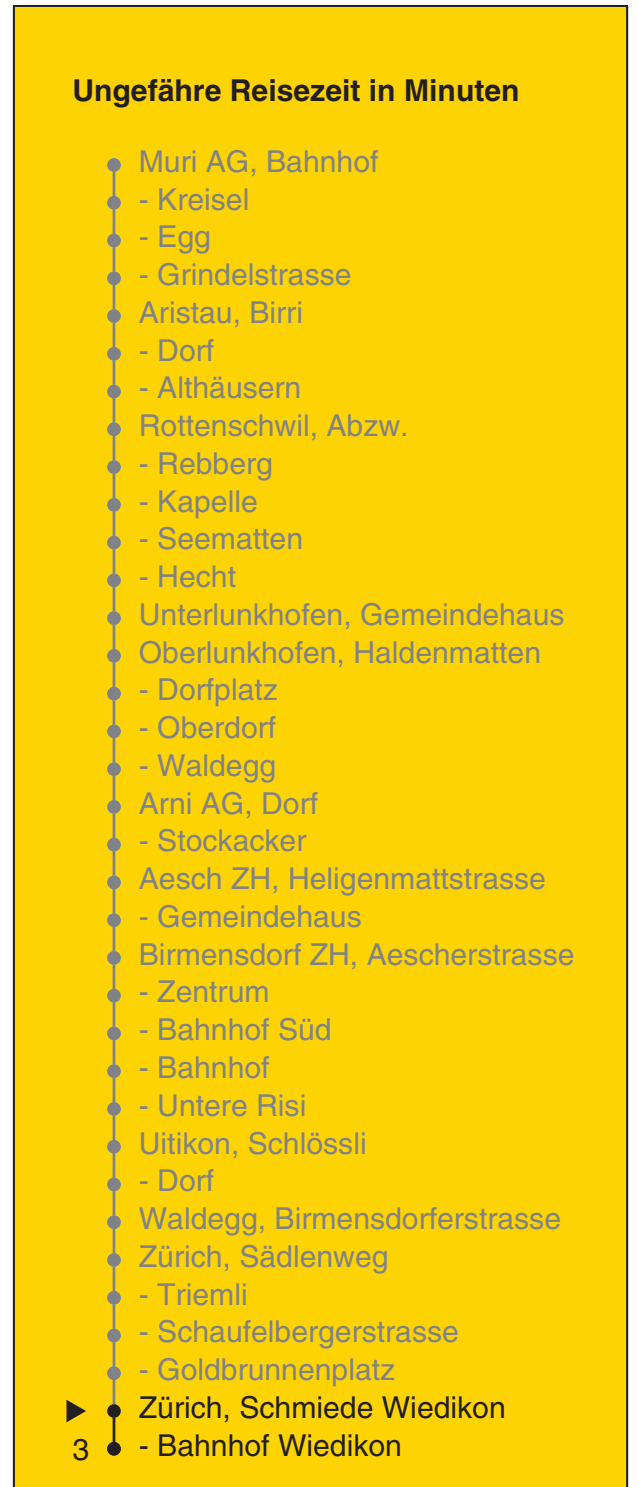 Ungefähre Reisezeit in Minuten
Muri AG, Bahnhof
- Kreisel
- Egg
- Grindelstrasse
Aristau, Birri
- Dorf
- Althäusern
Rottenschwil, Abzw.
- Rebberg
- Kapelle
- Seematten
- Hecht
Unterlunkhofen, Gemeindehaus
Oberlunkhofen, Haldenmatten
- Dorfplatz
- Oberdorf
- Waldegg
Arni AG, Dorf
- Stockacker
Aesch ZH, Heligenmattstrasse
- Gemeindehaus
Birmensdorf ZH, Aescherstrasse
- Zentrum
- Bahnhof Süd
- Bahnhof
- Untere Risi
Uitikon, Schlössli
- Dorf
Waldegg, Birmensdorferstrasse
Zürich, Sädlenweg
- Triemli
- Schaufelbergerstrasse
- Goldbrunnenplatz
Zürich, Schmiede Wiedikon
3 - Bahnhof Wiedikon